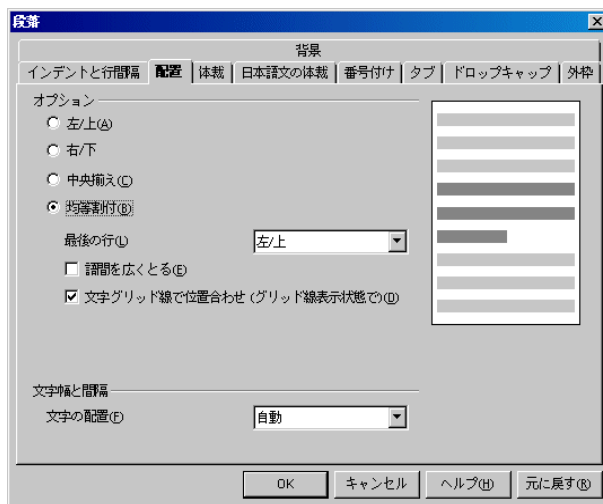 段落
背景
インデントと行間隔 配置 体裁 日本語文の体裁 番号付け タブ ドロップキャップ 外枠
オプション
左/上(A)
右/下
中央揃え(C)
均等割付(B)
最後の行(L) 左/上
語間を広くとる(E)
文字グリッド線で位置合わせ(グリッド線表示状態で)(D)
文字幅と間隔
文字の配置(F) 自動
OK キャンセル ヘルプ(H) 元に戻す(R)